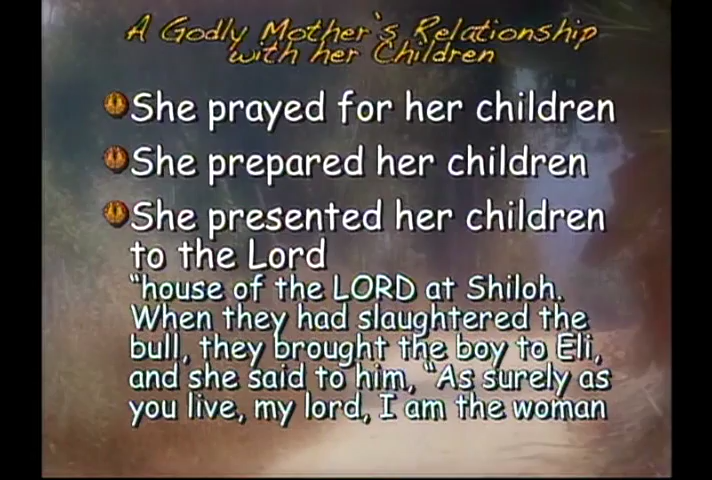 A Godly Mother's Relationship
with her Children
She prayed for her children
She prepared her children
She presented her children
to the Lord
"house of the LORD at Shiloh.
When they had slaughtered the
bull, they brought the boy to Eli,
and she said to him, "As surely as
you live, my lord, I am the woman